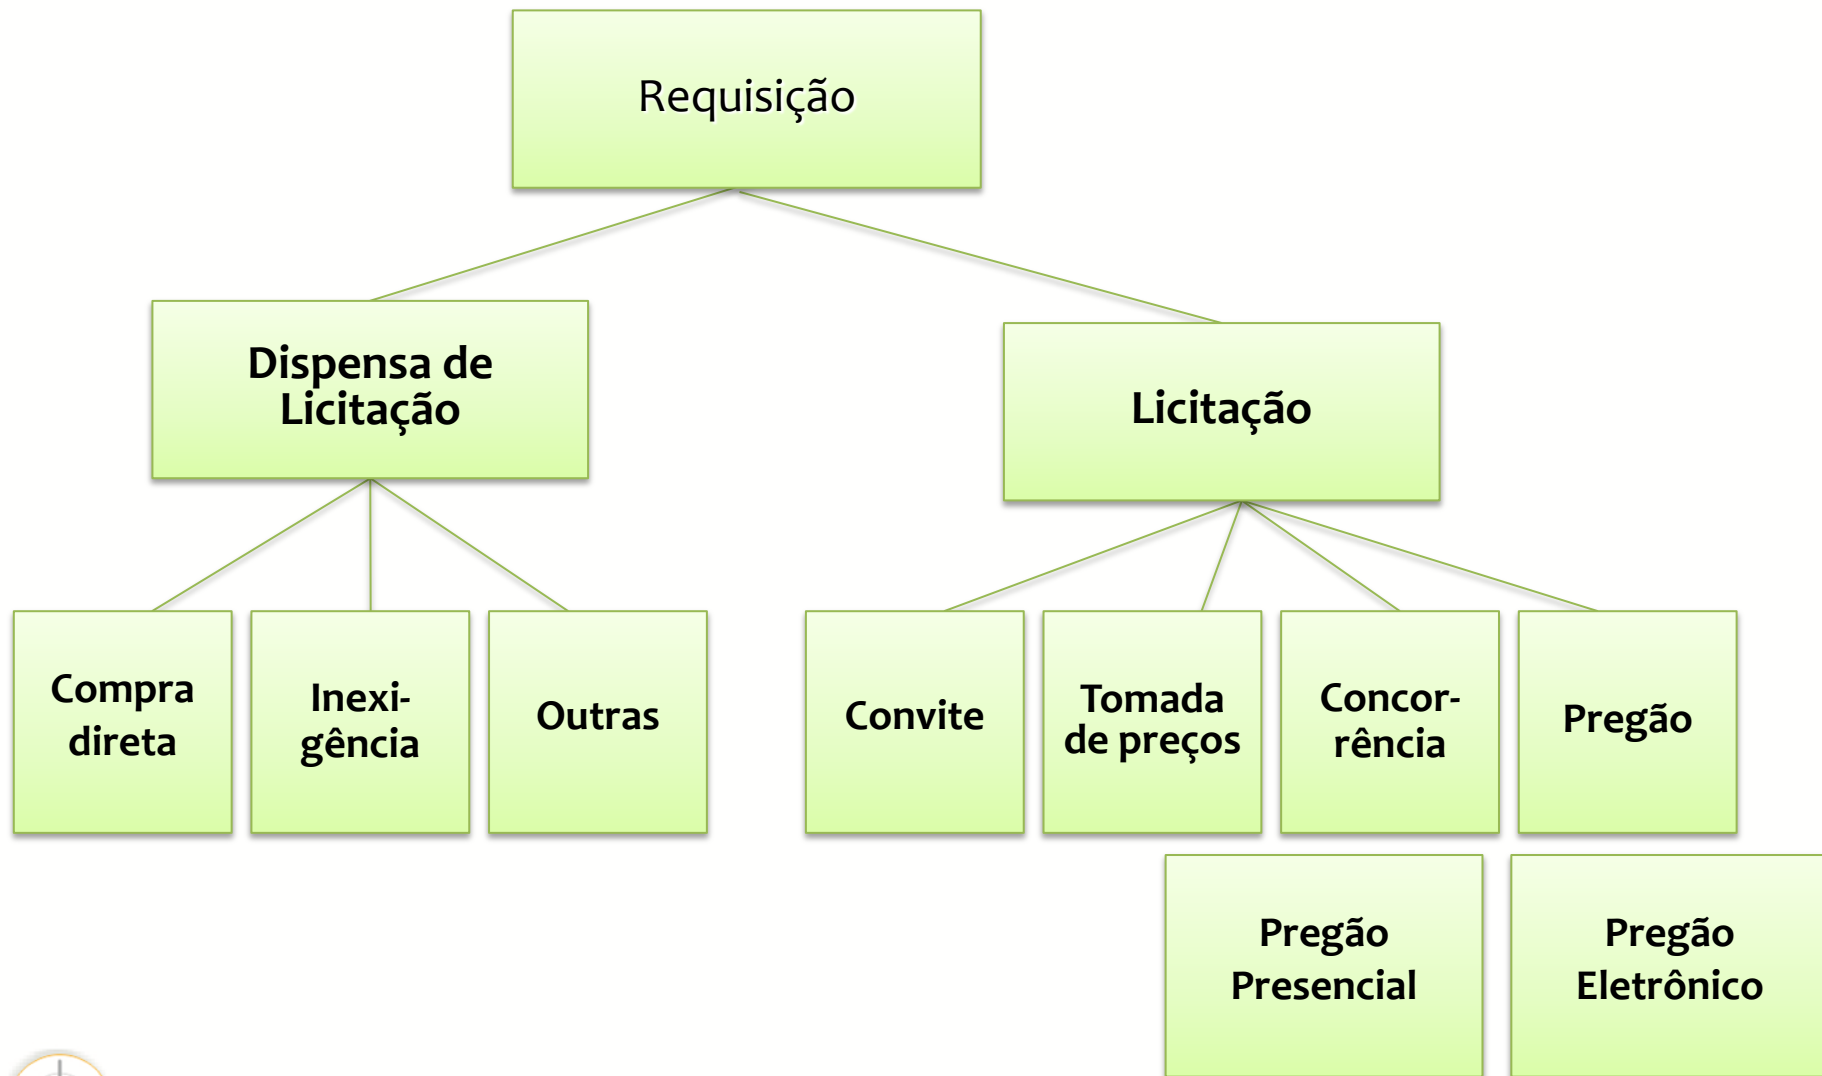 Requisição
Dispensa de
Licitação
Licitação
Compra
direta
Inexi-
gência
Outras
Convite
Tomada
de preços
Concor-
rência
Pregão
Pregão
Presencial
Pregão
Eletrônico